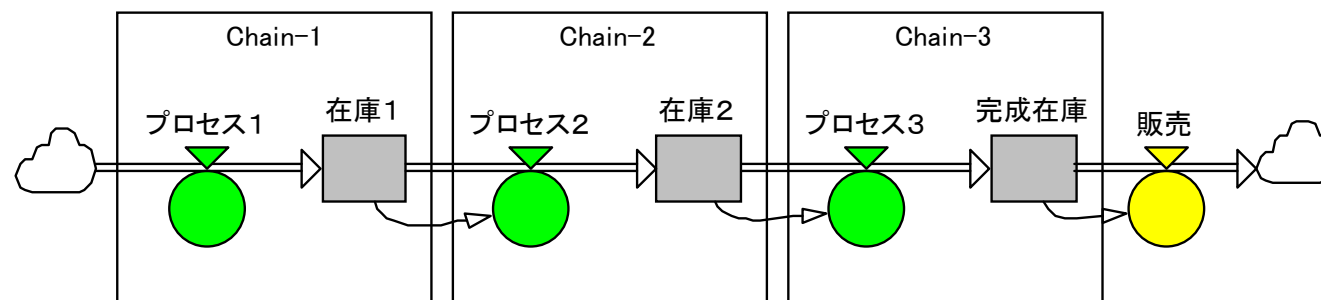 Chain-1
Chain-2
Chain-3
プロセス1
在庫1
プロセス2
在庫2
プロセス3
完成在庫
販売